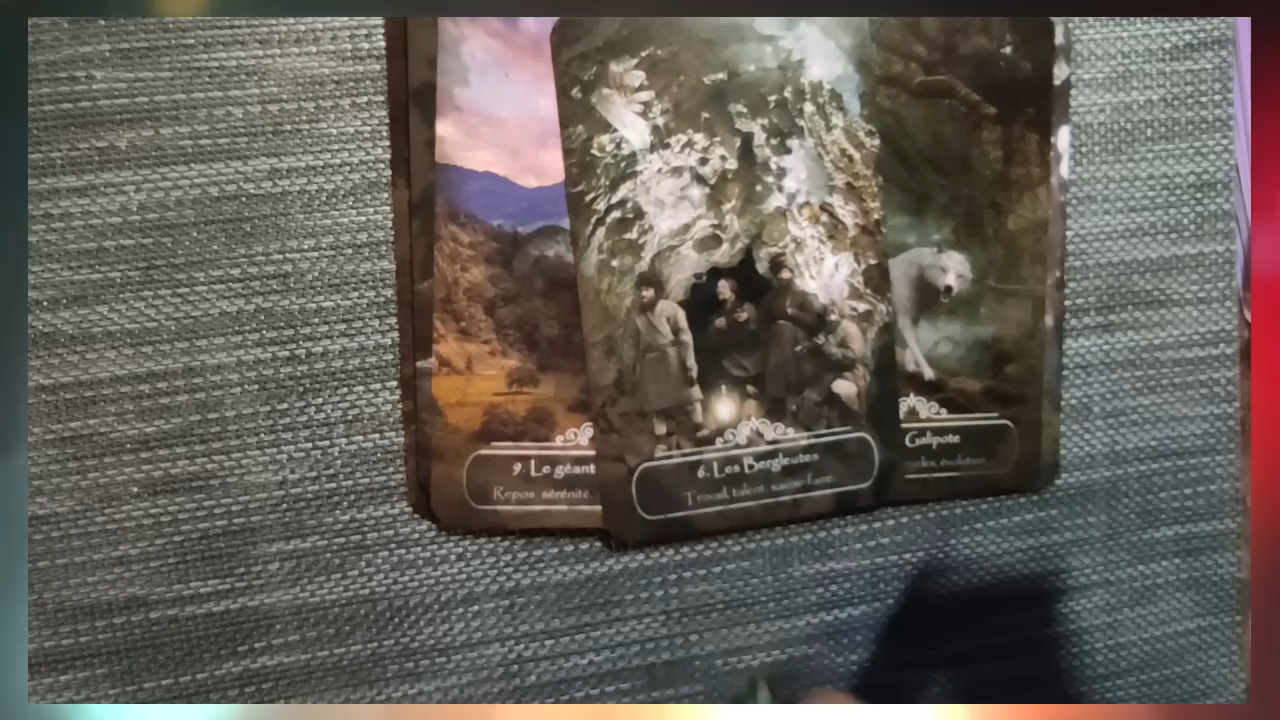 9. Le géant
Repos, sérénité,
6. Les Bergleutes
Travail, talent, savoir-faire.
Galipote
cycles, évolution